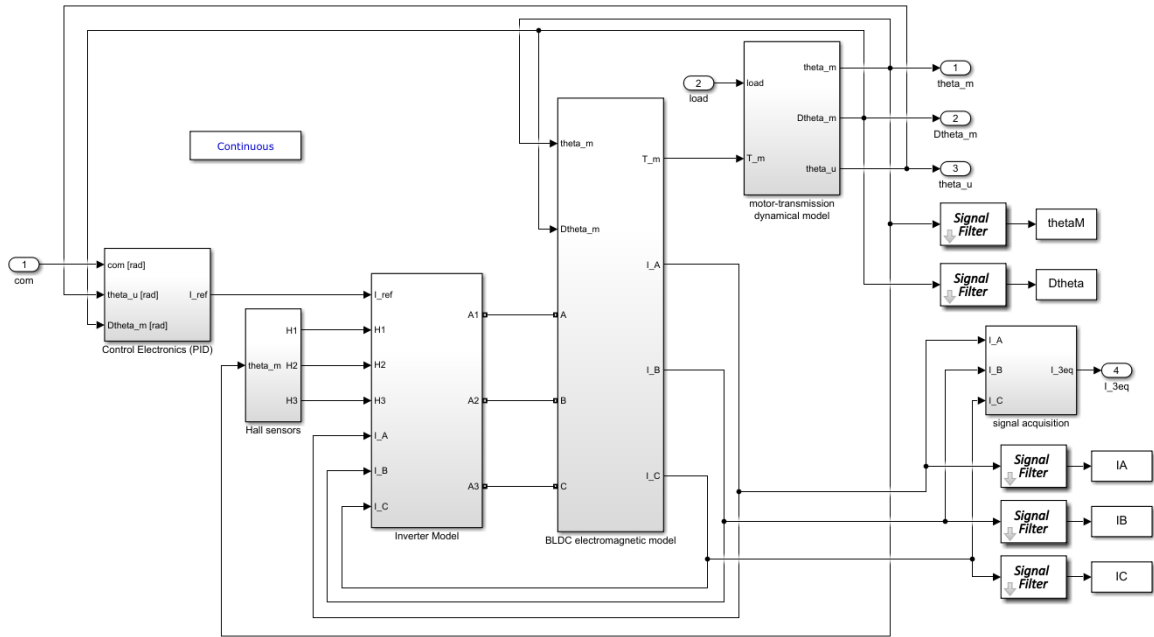 Continuous
1
com
com [rad]
theta_u [rad]
Dtheta_m [rad]
I_ref
Control Electronics (PID)
theta_m
H1
H2
H3
Hall sensors
I_ref
H1
H2
H3
I_A
I_B
I_C
A1
A2
A3
Inverter Model
theta_m
Dtheta_m
A
B
C
T_m
I_A
I_B
I_C
BLDC electromagnetic model
2
load
load
T_m
theta_m
Dtheta_m
theta_u
motor-transmission
dynamical model
1
theta_m
2
Dtheta_m
3
theta_u
Signal
Filter
thetaM
Signal
Filter
Dtheta
I_A
I_B
I_C
I_3eq
signal acquisition
4
I_3eq
Signal
Filter
IA
Signal
Filter
IB
Signal
Filter
IC